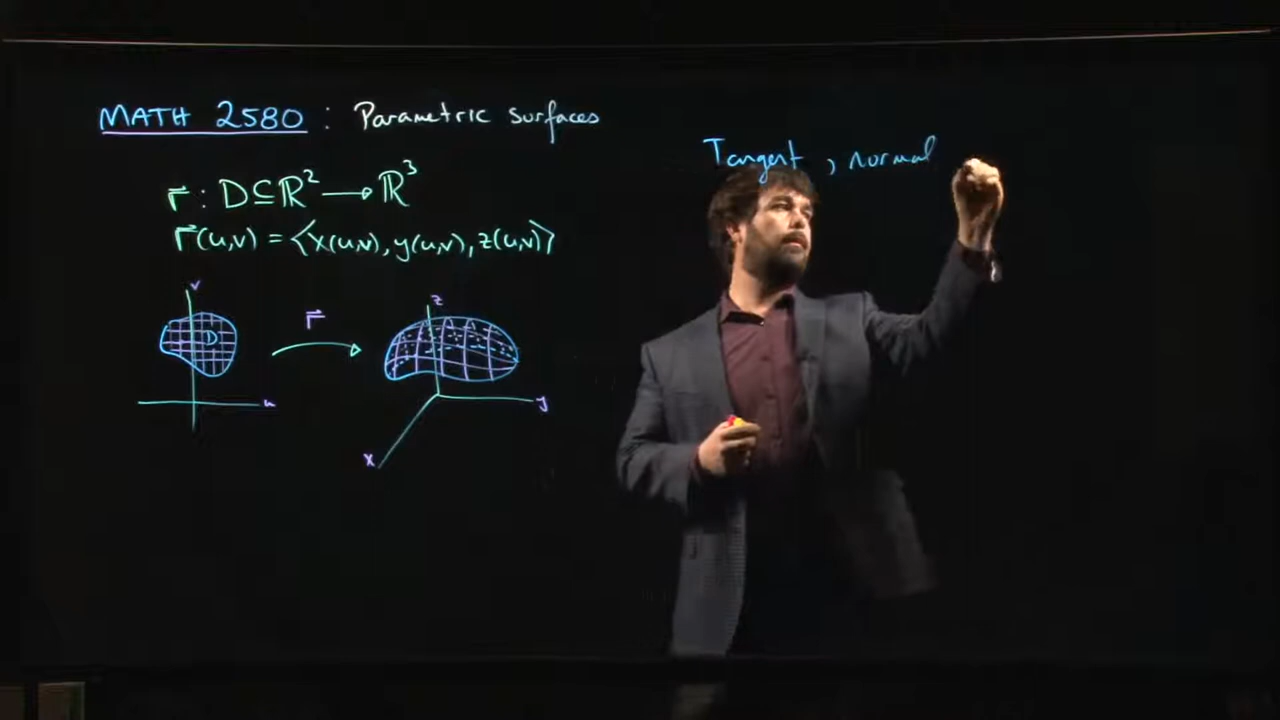 MATH 2580 : Parametric surfaces
Tangent, normal
r⃗ : D ⊆ ℝ² → ℝ³
r⃗(u,v) = ⟨x(u,v), y(u,v), z(u,v)⟩
v
D
u
r⃗
z
y
x